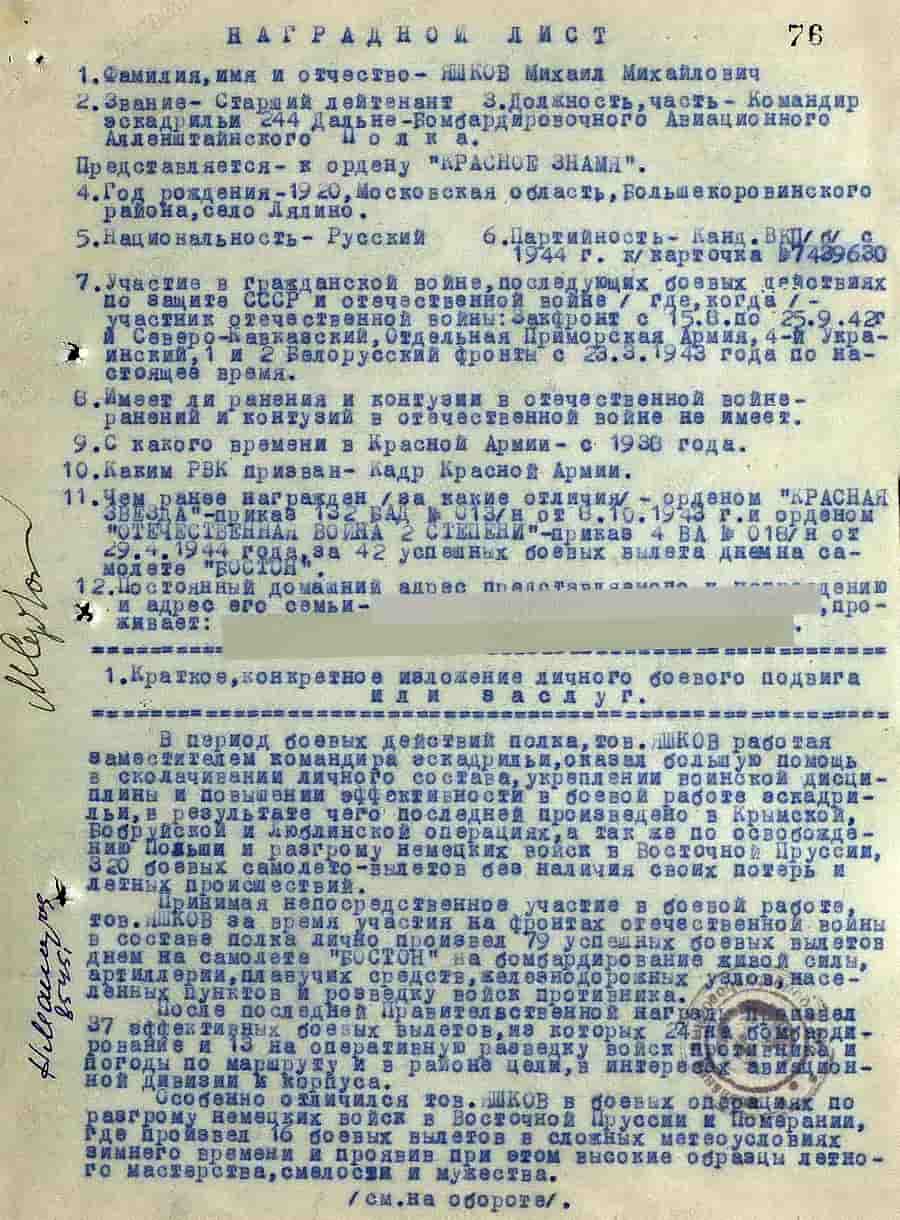 НАГРАДНОЙ ЛИСТ
76
1.Фамилия,имя и отчество- ЯШКОВ Михаил Михайлович
2.Звание- Старший лейтенант 3.Должность,часть- Командир
эскадрильи 244 Дальне-Бомбардировочного Авиационного
Алленштайнского Полка.
Представляется- к ордену "КРАСНОЕ ЗНАМЯ".
4.Год рождения-1920,Московская область,Большекоровинского
района,село Лялино.
5.Национальность- Русский 6.Партийность- Канд.ВКП/б/ с
1944 г. к/карточка №7439630
7.Участие в гражданской войне,последующих боевых действиях
по защите СССР и отечественной войне / где,когда /-
участник отечественной войны: Закфронт с 15.8.по 25.9.42г
и Северо-Кавказский,Отдельная Приморская Армия,4-й Укра-
инский,1 и 2 Белорусский фронты с 23.3.1943 года по на-
стоящее время.
8.Имеет ли ранения и контузии в отечественной войне-
ранений и контузий в отечественной войне не имеет.
9.С какого времени в Красной Армии- с 1938 года.
10.Каким РВК призван- Кадр Красной Армии.
11.Чем ранее награжден /за какие отличия/- орденом "КРАСНАЯ
ЗВЕЗДА"-приказ 132 БАД № 013/н от 8.10.1943 г.и орденом
"ОТЕЧЕСТВЕННАЯ ВОЙНА 2 СТЕПЕНИ"-приказ 4 ВА № 018/н от
29.4.1944 года,за 42 успешных боевых вылета днемна са-
молете "БОСТОН".
12.Постоянный домашний адрес представляемого к
и адрес его семьи- ,про-
живает: .
1.Краткое,конкретное изложение личного боевого подвига
или заслуг.
В период боевых действий полка,тов.ЯШКОВ работая
заместителем командира эскадрильи,оказал большую помощь
в сколачивании личного состава,укреплении воинской дисци-
плины и повышении эффективности в боевой работе эскадри-
льи,в результате чего последней произведено в Крымской,
Бобруйской и Люблинской операциях,а так же по освобожде-
нию Польши и разгрому немецких войск в Восточной Пруссии,
320 боевых самолето-вылетов без наличия своих потерь и
летных происшествий.
Принимая непосредственное участие в боевой работе,
тов.ЯШКОВ за время участия на фронтах отечественной войны
в составе полка лично произвел 79 успешных боевых вылетов
днем на самолете "БОСТОН" на бомбардирование живой силы,
артиллерии,плавучих средств,железнодорожных узлов,насе-
ленных пунктов и розведку войск противника.
После последней Правительственной награды произвел
37 эффективных боевых вылетов,из которых 24 на бомбарди-
рование и 13 на оперативную разведку войск противника и
погоды по маршруту и в районе цели,в интересах авиацион-
ной дивизии и корпуса.
Особенно отличился тов.ЯШКОВ в боевых операциях по
разгрому немецких войск в Восточной Пруссии и Померании,
где произвел 16 боевых вылетов в сложных метеоусловиях
зимнего времени и проявив при этом высокие образцы летно-
го мастерства,смелости и мужества.
/см.на обороте/.